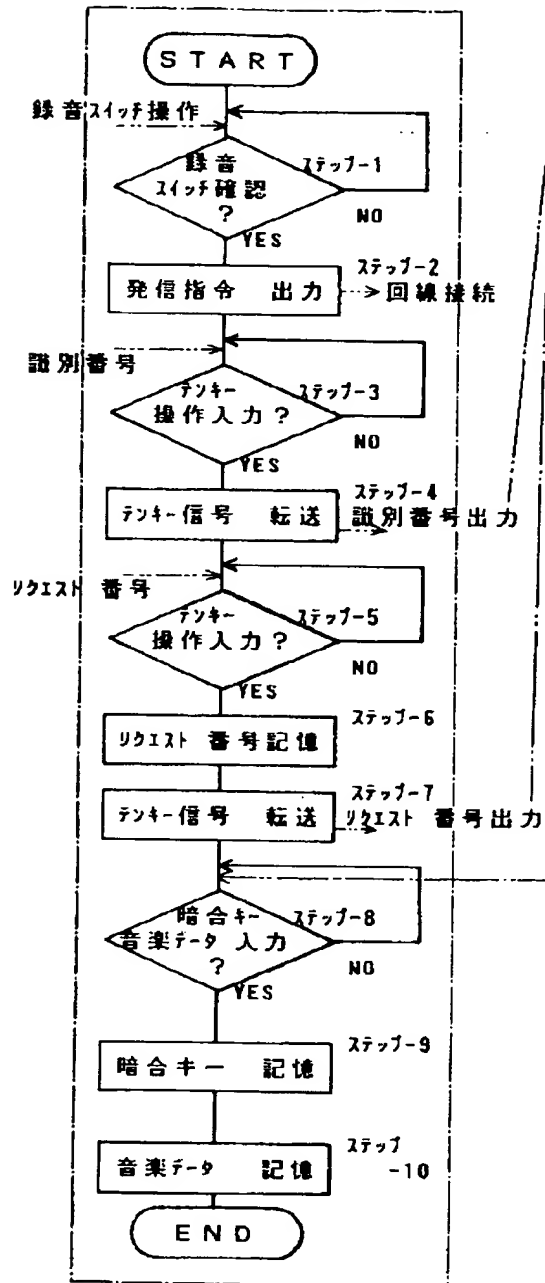 START
録音スイッチ操作
録音
スイッチ確認
?
ステップ-1
NO
YES
発信指令 出力
ステップ-2
回線接続
識別番号
テンキー
操作入力?
ステップ-3
NO
YES
テンキー信号 転送
ステップ-4
識別番号出力
リクエスト 番号
テンキー
操作入力?
ステップ-5
NO
YES
リクエスト 番号記憶
ステップ-6
テンキー信号 転送
ステップ-7
リクエスト 番号出力
暗合キー
音楽データ 入力
?
ステップ-8
NO
YES
暗合キー 記憶
ステップ-9
音楽データ 記憶
ステップ
-10
END